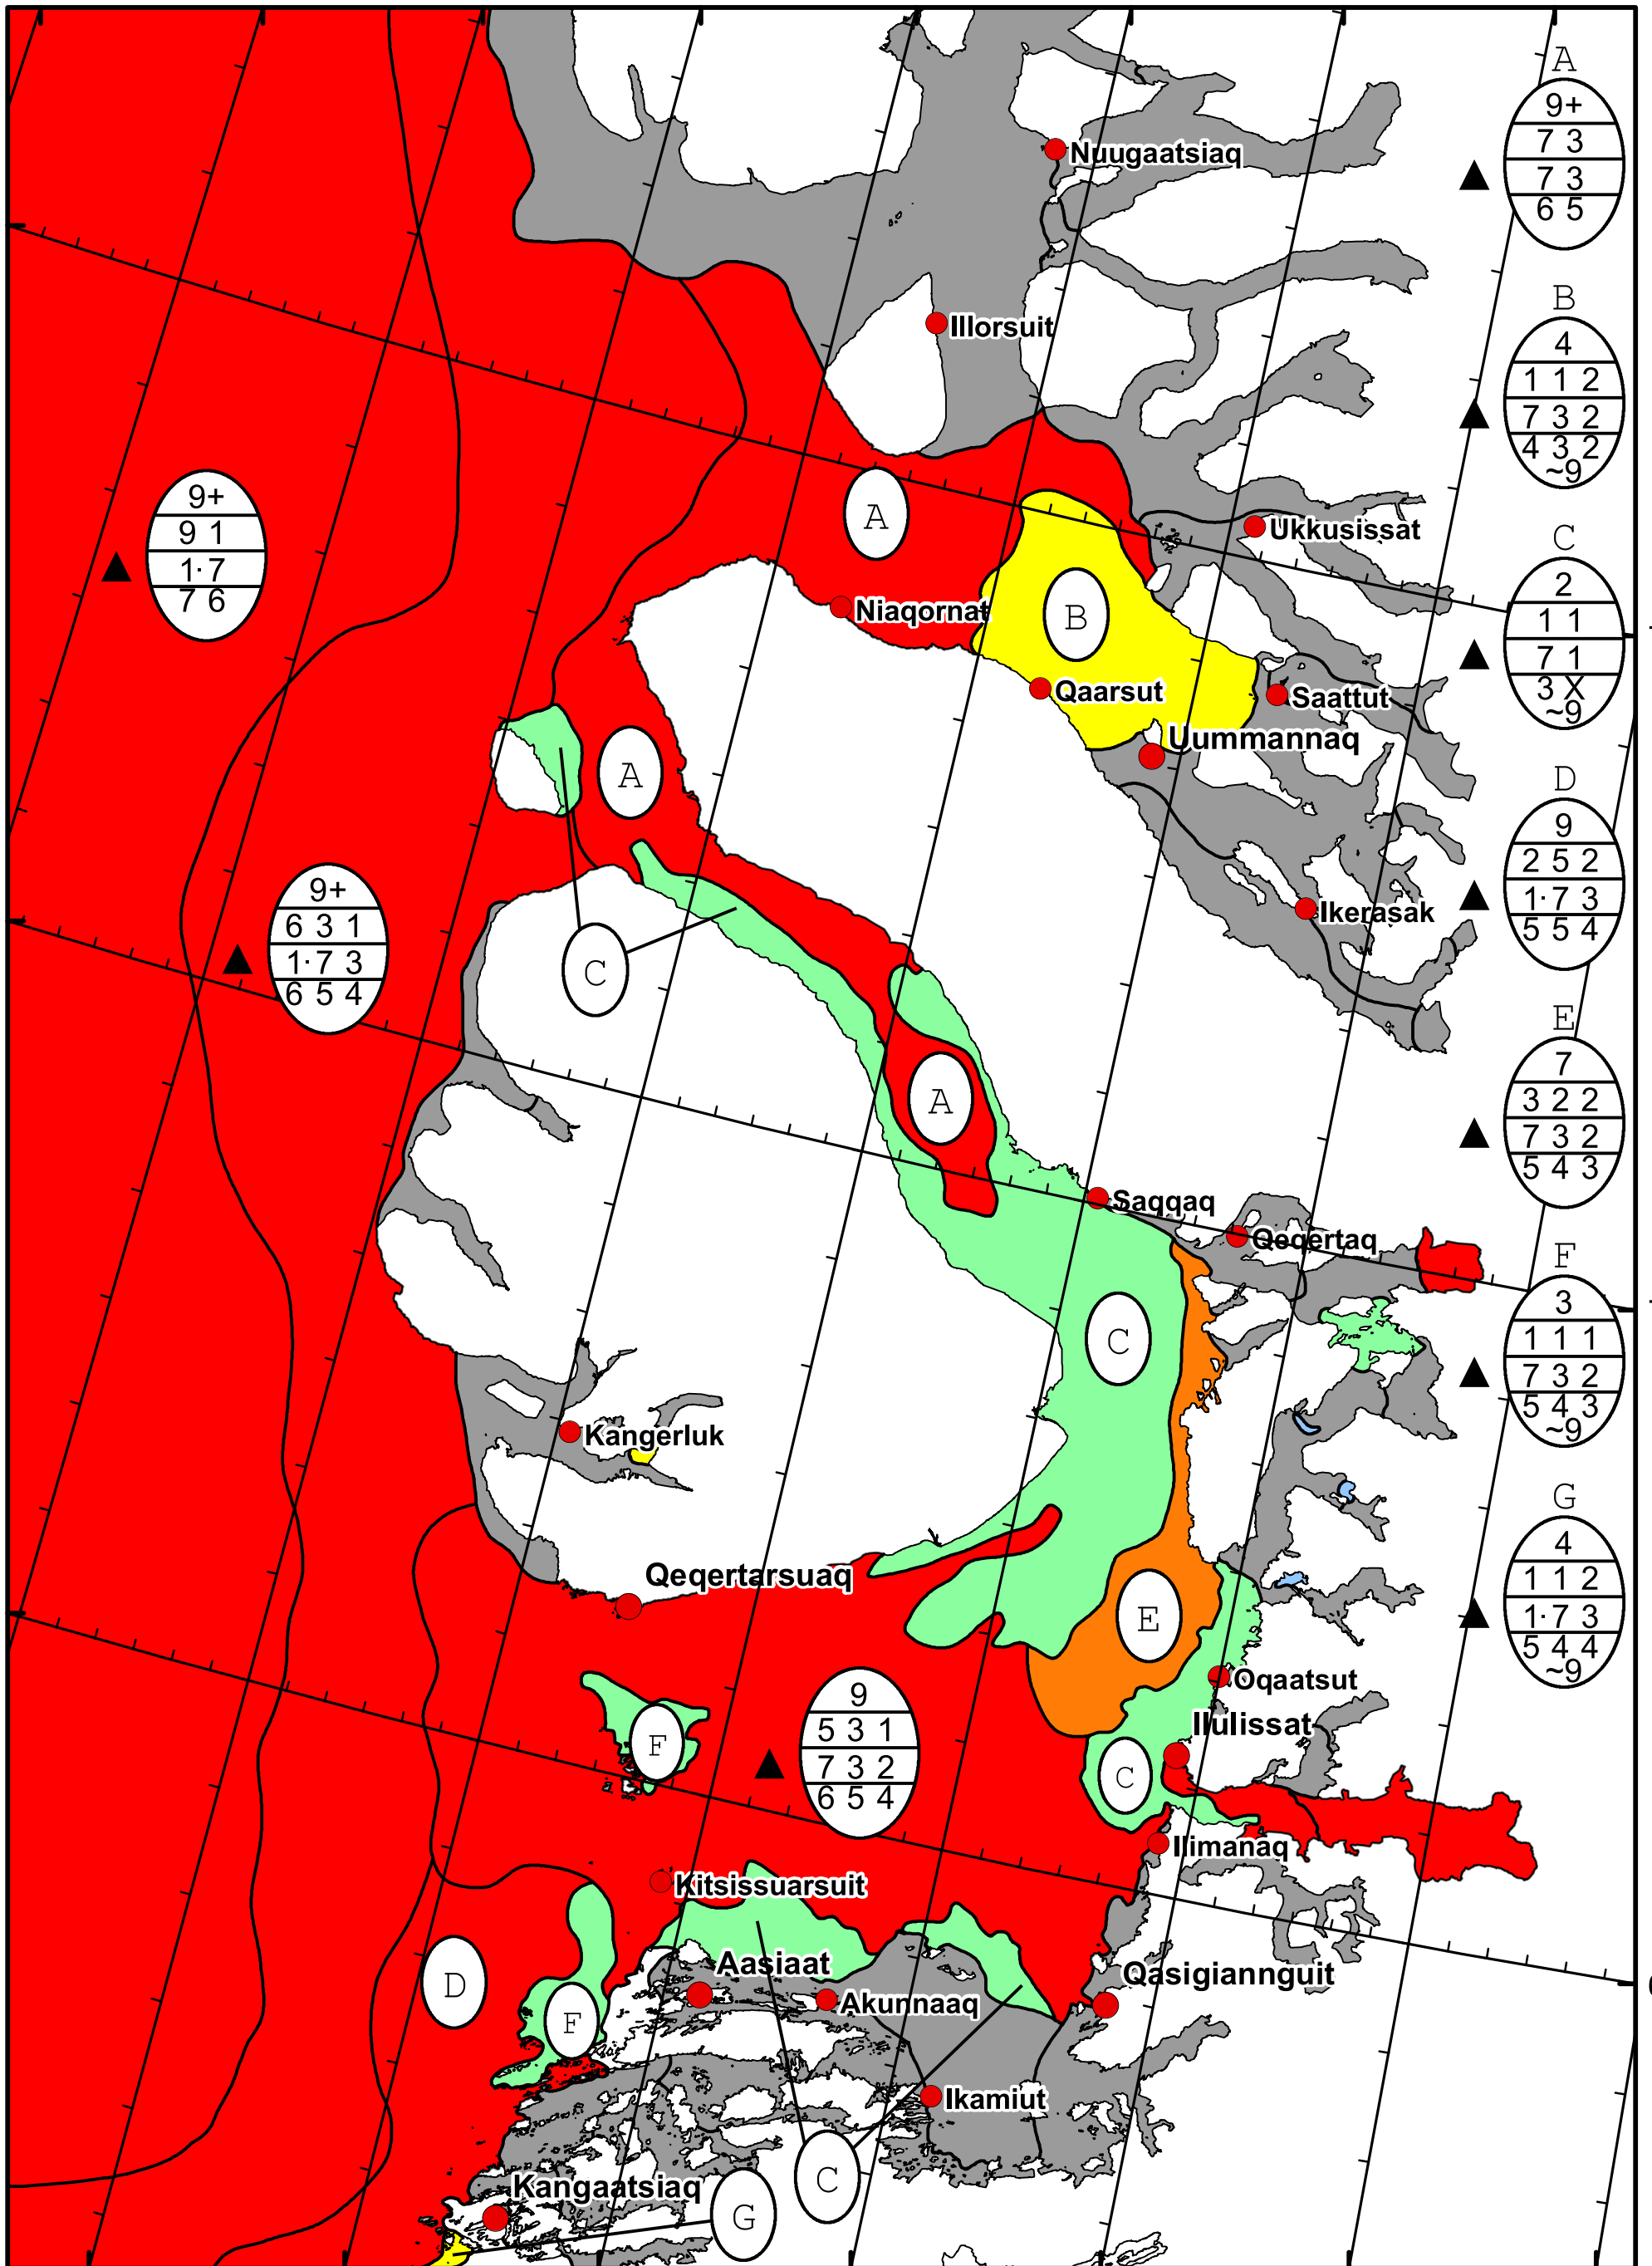 A
9+
7 3
7 3
6 5
Nuugaatsiaq
B
4
1 1 2
7 3 2
4 3 2
~9
Illorsuit
9+
9 1
1· 7
7 6
A
Ukkusissat
C
2
1 1
7 1
3 X
~9
Niaqornat
B
Qaarsut
Saattut
Uummannaq
A
D
9
2 5 2
1· 7 3
5 5 4
9+
6 3 1
1· 7 3
6 5 4
Ikerasak
C
E
7
3 2 2
7 3 2
5 4 3
A
Saqqaq
Qeqertaq
F
3
1 1 1
7 3 2
5 4 3
~9
C
Kangerluk
G
4
1 1 2
1· 7 3
5 4 4
~9
Qeqertarsuaq
E
Oqaatsut
9
5 3 1
7 3 2
6 5 4
Ilulissat
F
C
Ilimanaq
Kitsissuarsuit
Aasiaat
Qasigiannguit
D
Akunnaaq
F
Ikamiut
C
Kangaatsiaq
G